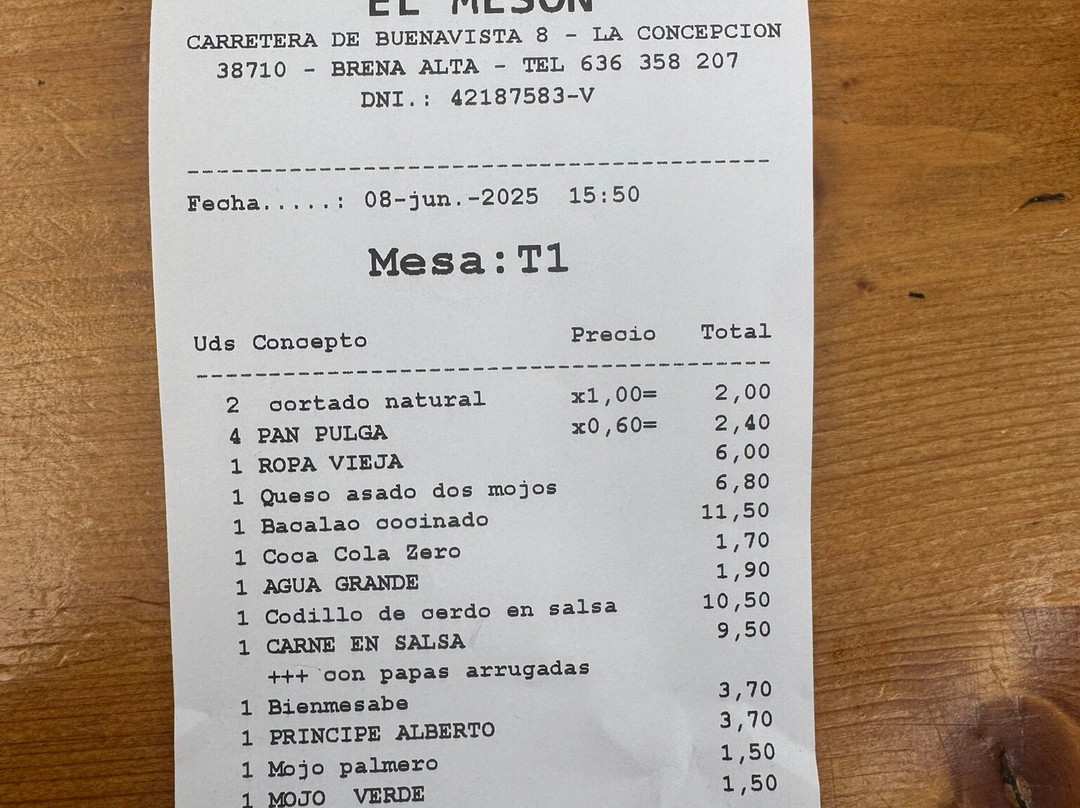 EL MESON
CARRETERA DE BUENAVISTA 8 - LA CONCEPCION
38710 - BRENA ALTA - TEL 636 358 207
DNI.: 42187583-V
Fecha.....: 08-jun.-2025 15:50
Mesa:T1
Uds Concepto Precio Total
2 cortado natural x1,00= 2,00
4 PAN PULGA x0,60= 2,40
1 ROPA VIEJA 6,00
1 Queso asado dos mojos 6,80
1 Bacalao cocinado 11,50
1 Coca Cola Zero 1,70
1 AGUA GRANDE 1,90
1 Codillo de cerdo en salsa 10,50
1 CARNE EN SALSA 9,50
+++ con papas arrugadas
1 Bienmesabe 3,70
1 PRINCIPE ALBERTO 3,70
1 Mojo palmero 1,50
1 MOJO VERDE 1,50